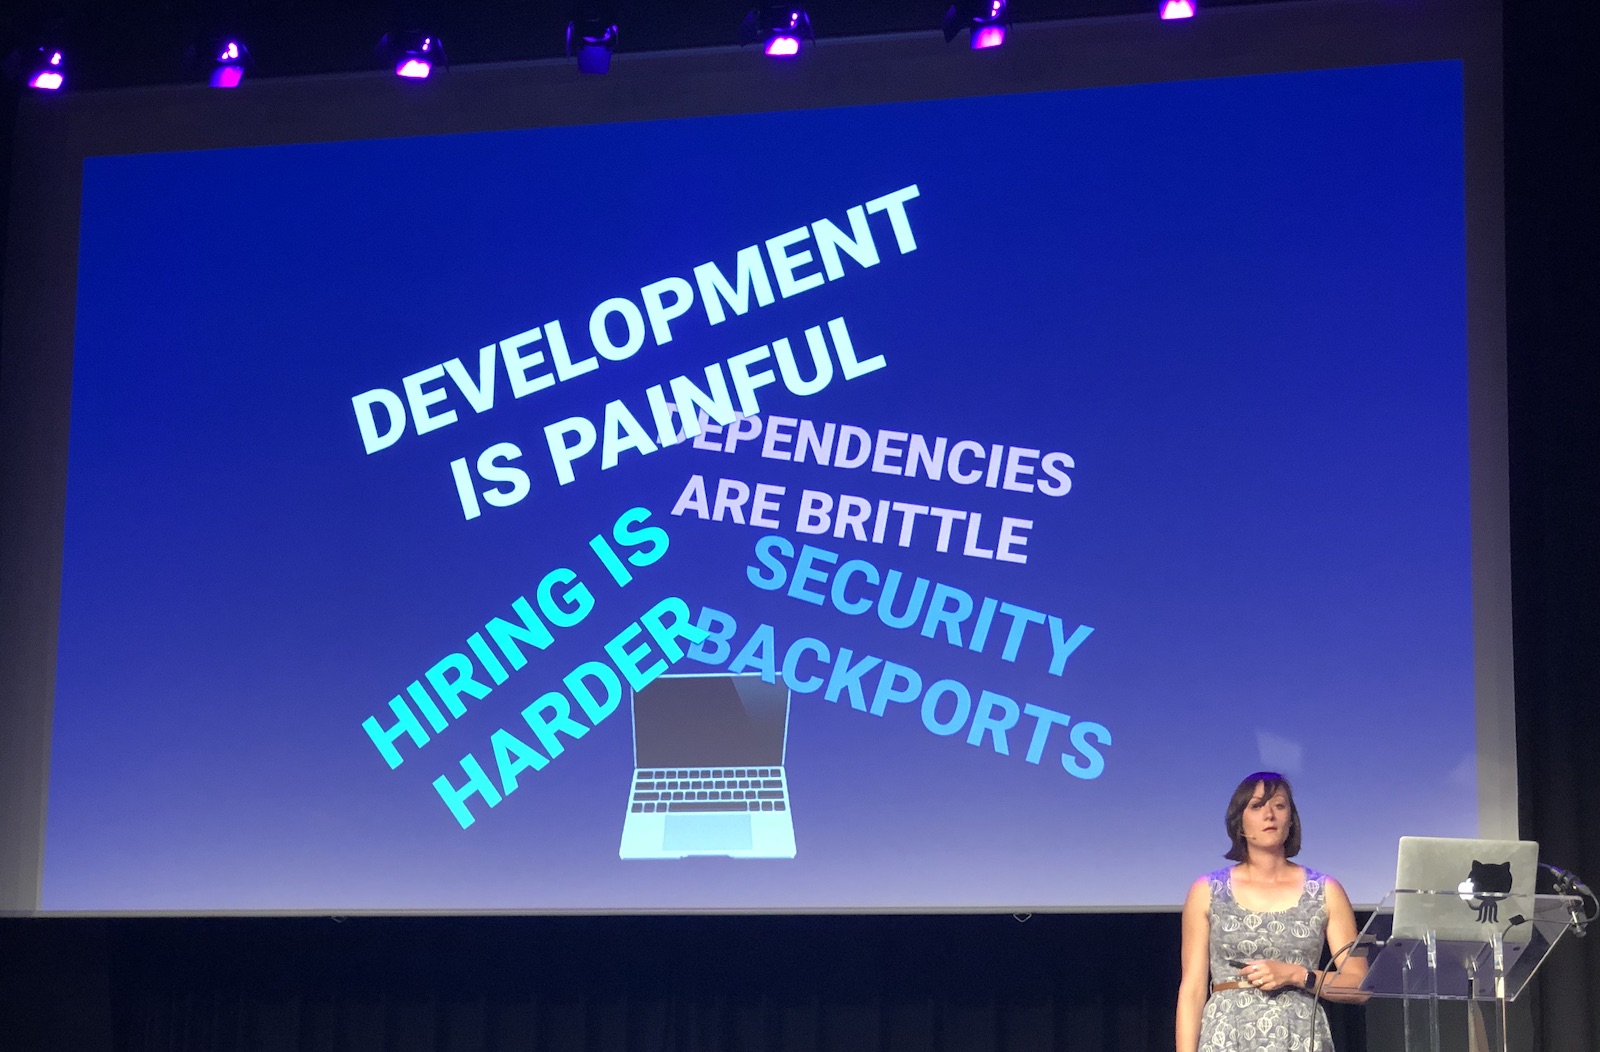 DEVELOPMENT
IS PAINFUL
DEPENDENCIES
ARE BRITTLE
HIRING IS
HARDER
SECURITY
BACKPORTS